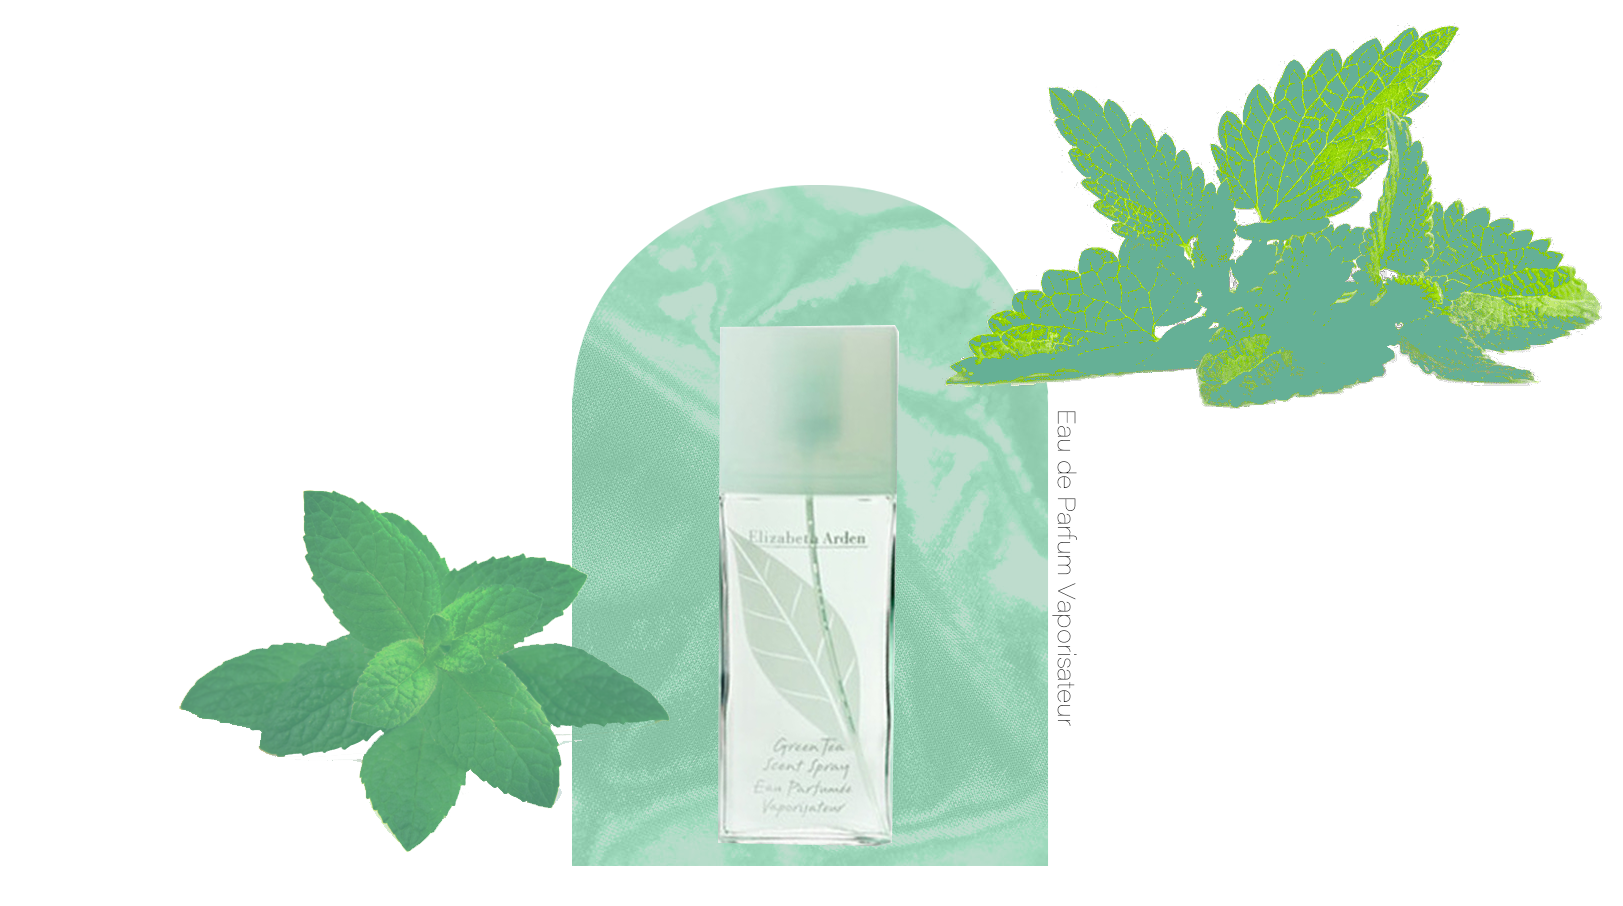 Elizabeth Arden
Green Tea
Scent Spray
Eau Parfumée
Vaporisateur
Eau de Parfum Vaporisateur